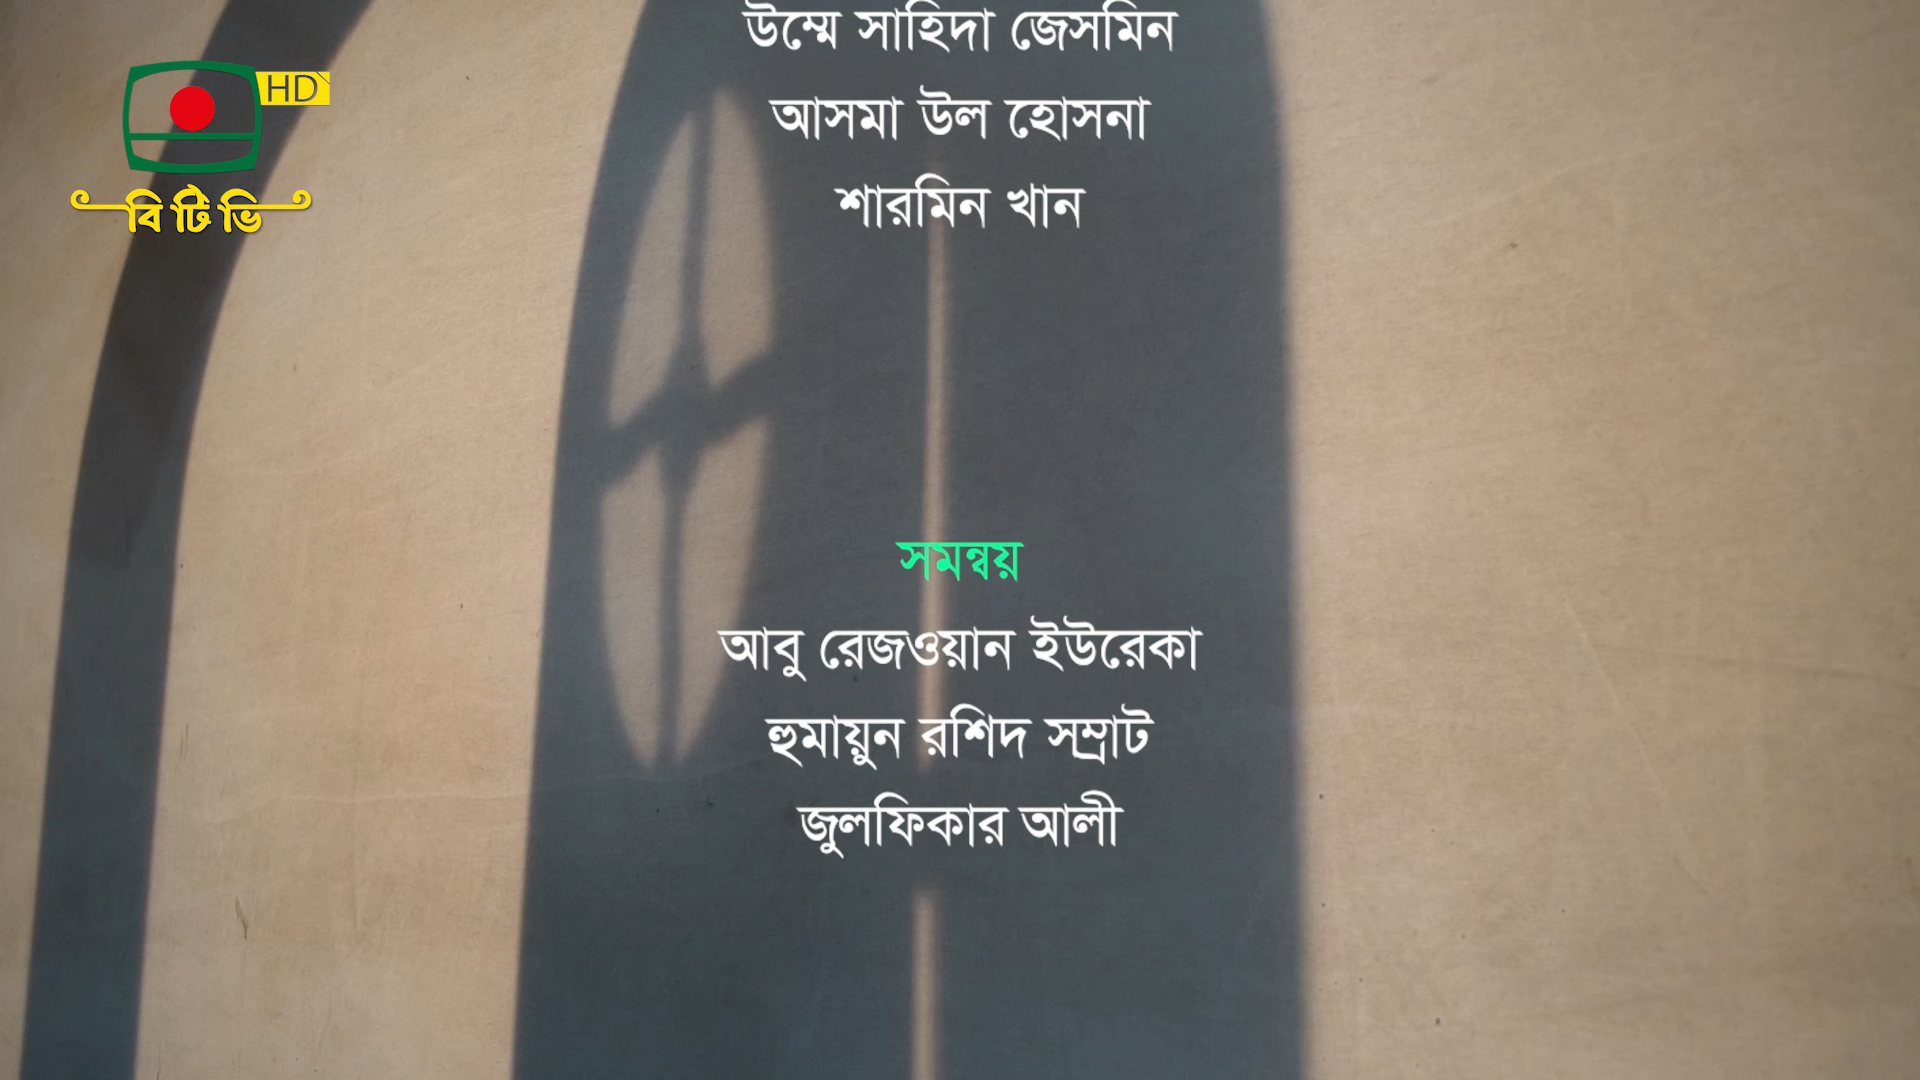 HD
বিটিভি
উম্মে সাহিদা জেসমিন
আসমা উল হোসনা
শারমিন খান
সমন্বয়
আবু রেজওয়ান ইউরেকা
হুমায়ুন রশিদ সম্রাট
জুলফিকার আলী